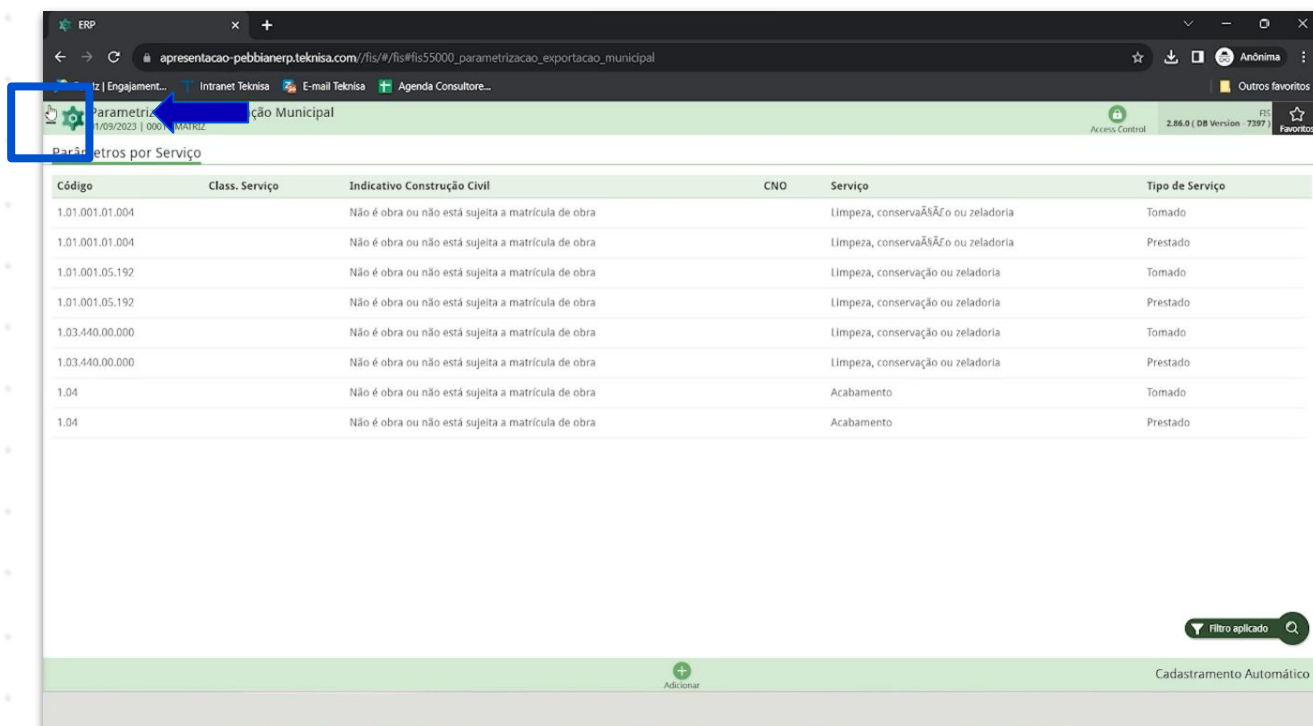 ERP
apresentacao-pebbianerp.teknisa.com//fis/#/fis#fis55000_parametrizacao_exportacao_municipal
Anônima
| Engajament... Intranet Teknisa E-mail Teknisa Agenda Consultore... Outros favoritos
ção Municipal
/09/2023 | MATRIZ
Access Control
FIS
2.86.0 ( DB Version - 7397 )
Favoritos
Parâmetros por Serviço
Código Class. Serviço Indicativo Construção Civil CNO Serviço Tipo de Serviço
1.01.001.01.004 Não é obra ou não está sujeita a matrícula de obra Limpeza, conservaÃ§Ã£o ou zeladoria Tomado
1.01.001.01.004 Não é obra ou não está sujeita a matrícula de obra Limpeza, conservaÃ§Ã£o ou zeladoria Prestado
1.01.001.05.192 Não é obra ou não está sujeita a matrícula de obra Limpeza, conservação ou zeladoria Tomado
1.01.001.05.192 Não é obra ou não está sujeita a matrícula de obra Limpeza, conservação ou zeladoria Prestado
1.03.440.00.000 Não é obra ou não está sujeita a matrícula de obra Limpeza, conservação ou zeladoria Tomado
1.03.440.00.000 Não é obra ou não está sujeita a matrícula de obra Limpeza, conservação ou zeladoria Prestado
1.04 Não é obra ou não está sujeita a matrícula de obra Acabamento Tomado
1.04 Não é obra ou não está sujeita a matrícula de obra Acabamento Prestado
Filtro aplicado
Adicionar
Cadastramento Automático